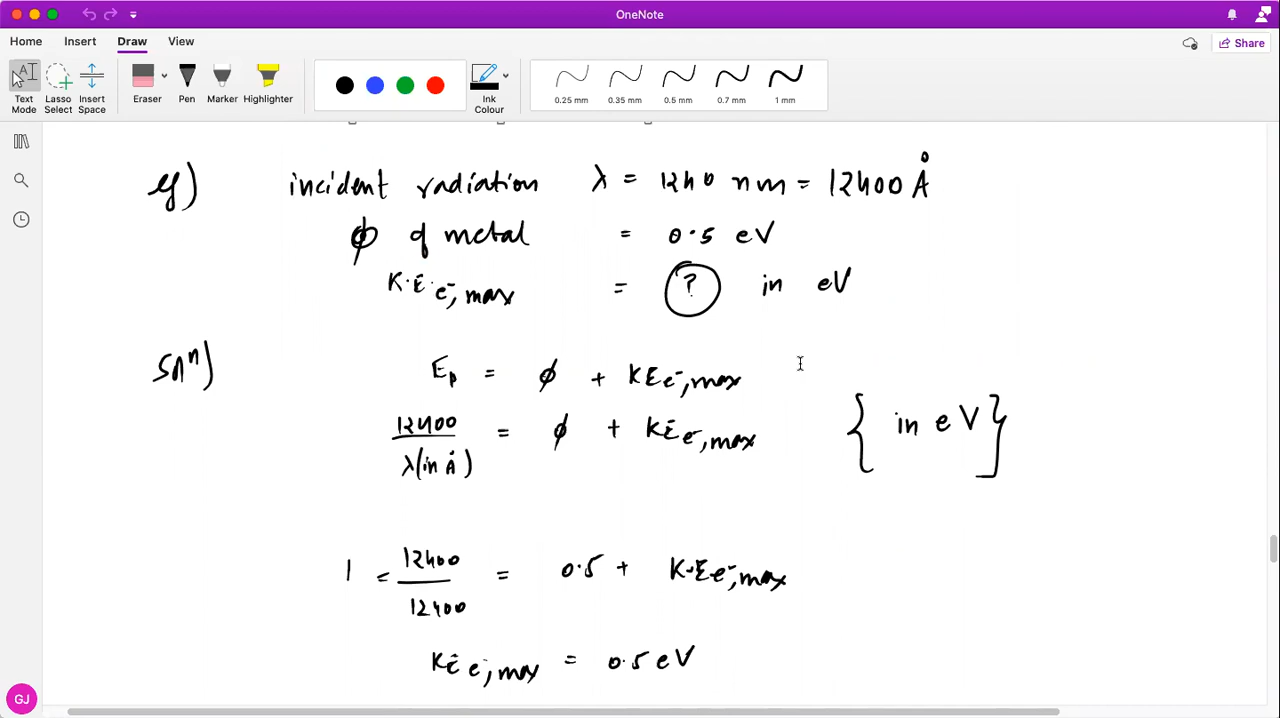 OneNote
Home Insert Draw View
Share
Text Mode
Lasso Select
Insert Space
Eraser
Pen
Marker
Highlighter
Ink Colour
0.25 mm
0.35 mm
0.5 mm
0.7 mm
1 mm
eg) incident radiation λ = 1240 nm = 12400 Å
ϕ of metal = 0.5 eV
K.E e⁻, max = ? in eV
Solⁿ) Ep = ϕ + KE e⁻, max
12400 / λ(in Å) = ϕ + KE e⁻, max { in eV }
1 = 12400 / 12400 = 0.5 + K.E e⁻, max
KE e⁻, max = 0.5 eV
GJ